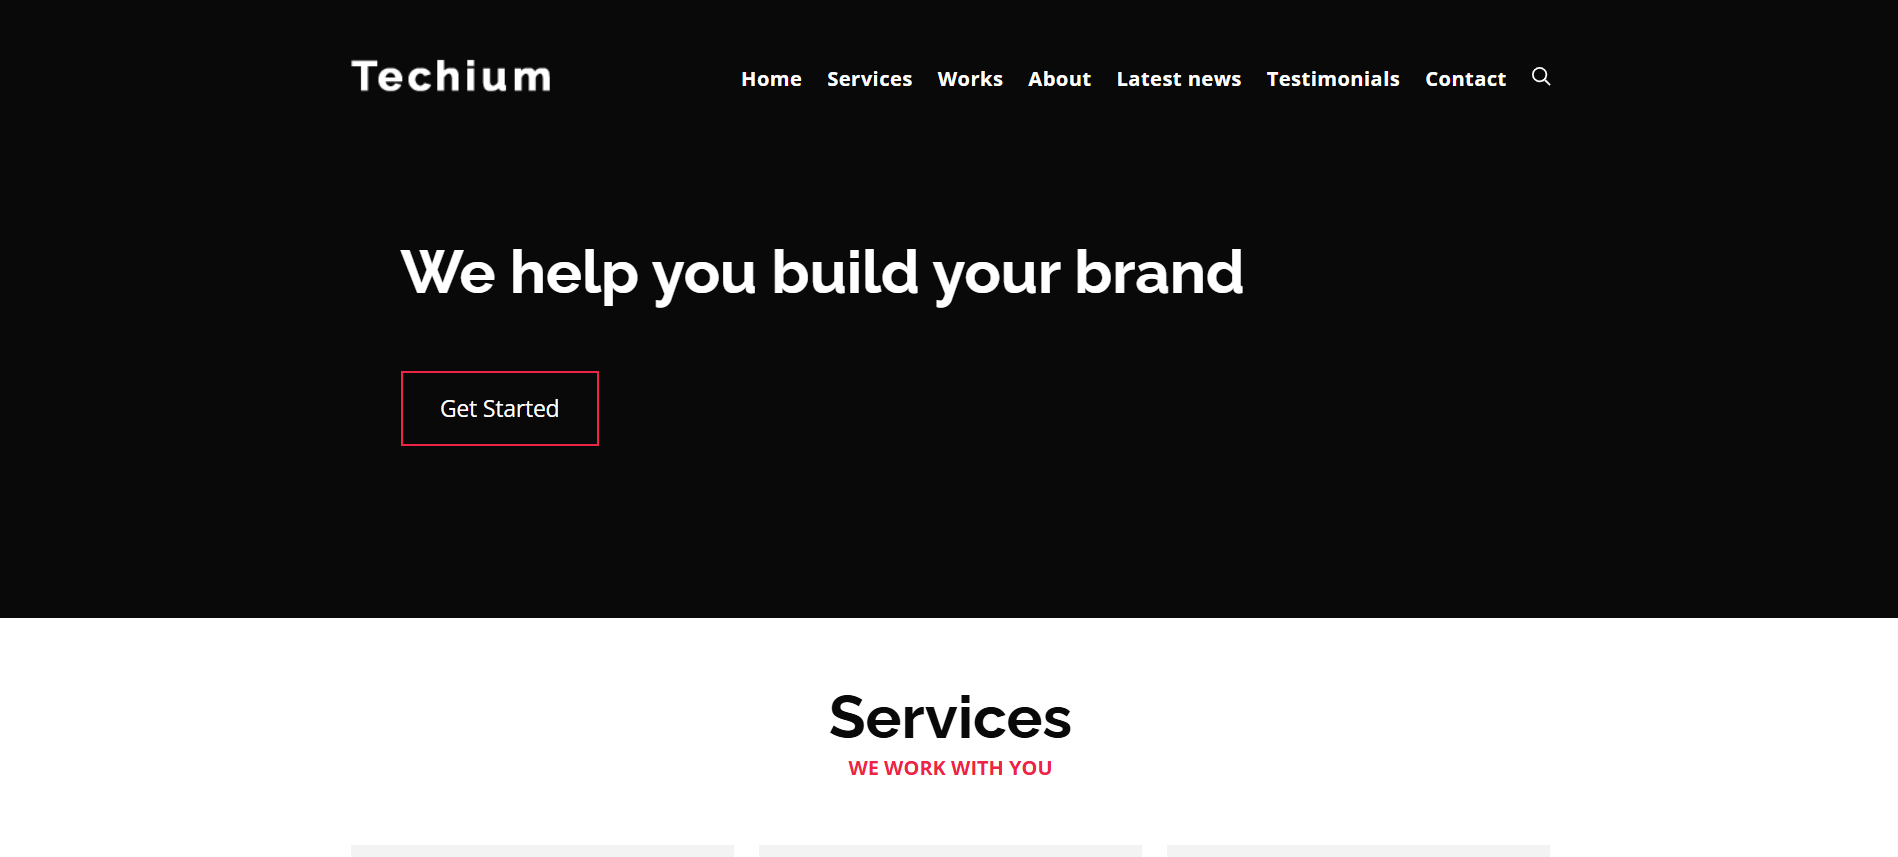 Techium
Home Services Works About Latest news Testimonials Contact
We help you build your brand
Get Started
Services
WE WORK WITH YOU